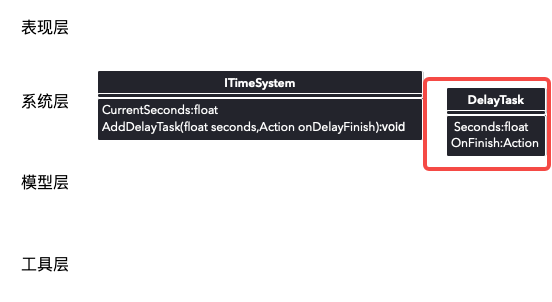 表现层
ITimeSystem
系统层
DelayTask
CurrentSeconds:float
AddDelayTask(float seconds,Action onDelayFinish):void
Seconds:float
OnFinish:Action
模型层
工具层